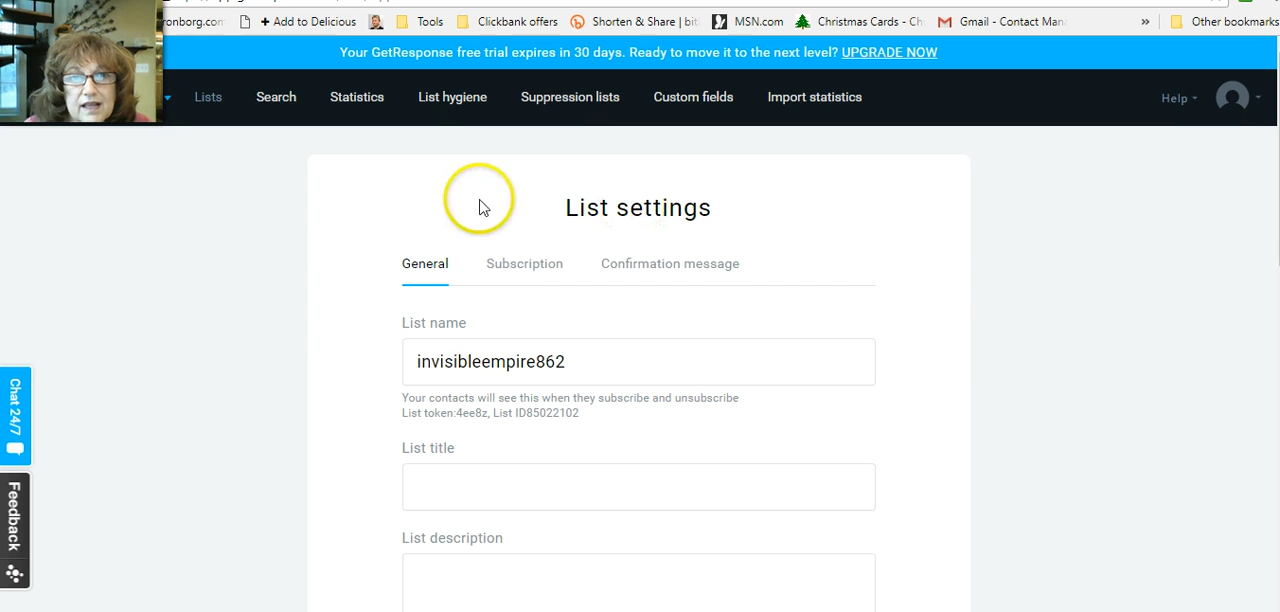 ronborg.com + Add to Delicious Tools Clickbank offers Shorten & Share | bit MSN.com Christmas Cards - Ch Gmail - Contact Man » Other bookmarks
Your GetResponse free trial expires in 30 days. Ready to move it to the next level? UPGRADE NOW
Lists Search Statistics List hygiene Suppression lists Custom fields Import statistics Help
List settings
General Subscription Confirmation message
List name
invisibleempire862
Your contacts will see this when they subscribe and unsubscribe
List token:4ee8z, List ID85022102
List title
List description
Chat 24/7
Feedback